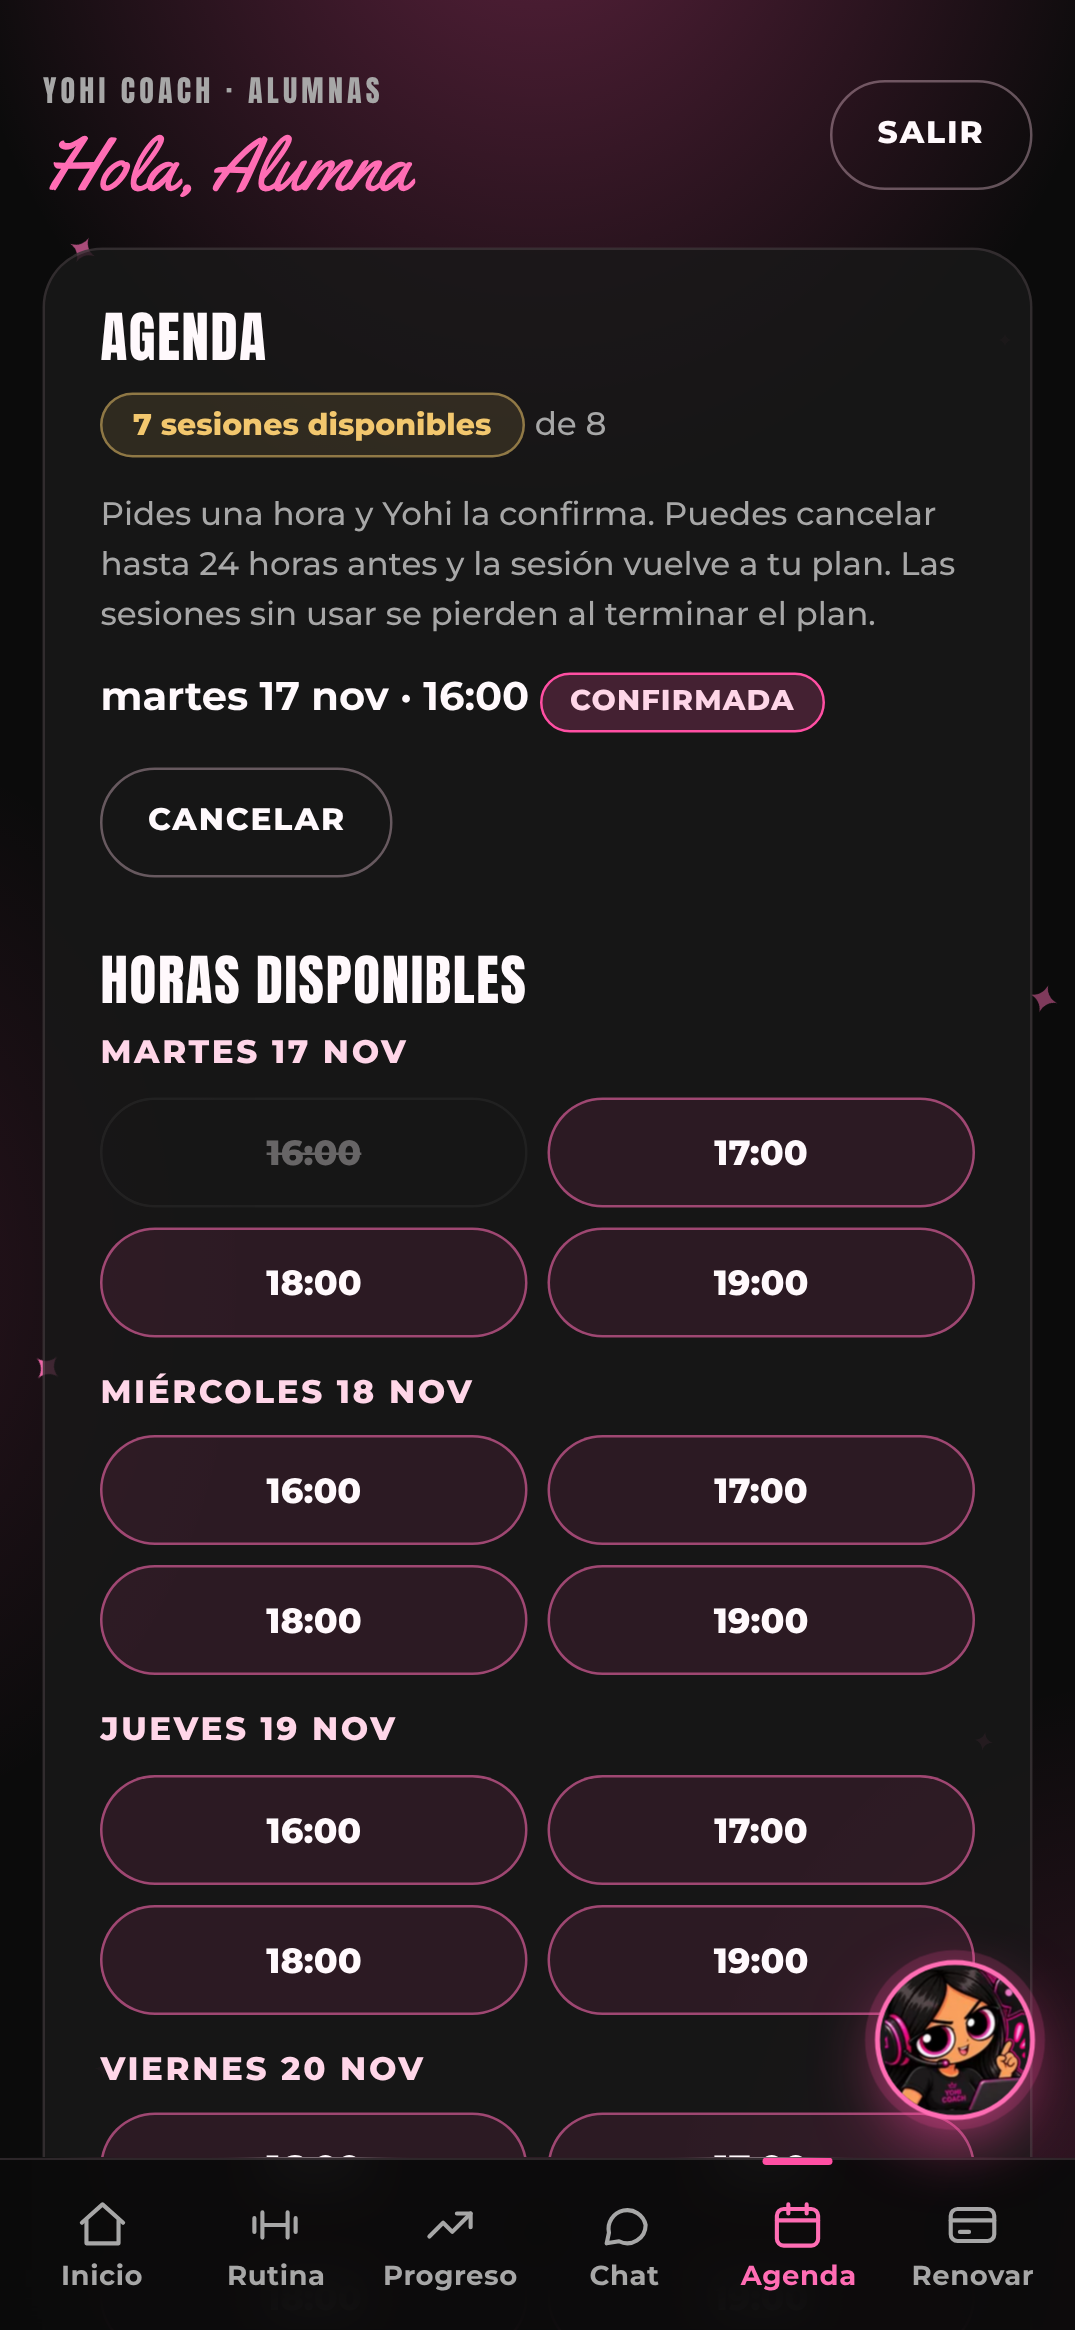 YOHI COACH · ALUMNAS
Hola, Alumna
SALIR
AGENDA
7 sesiones disponibles de 8
Pides una hora y Yohi la confirma. Puedes cancelar
hasta 24 horas antes y la sesión vuelve a tu plan. Las
sesiones sin usar se pierden al terminar el plan.
martes 17 nov · 16:00 CONFIRMADA
CANCELAR
HORAS DISPONIBLES
MARTES 17 NOV
16:00 17:00
18:00 19:00
MIÉRCOLES 18 NOV
16:00 17:00
18:00 19:00
JUEVES 19 NOV
16:00 17:00
18:00 19:00
YOHI
COACH
VIERNES 20 NOV
Inicio Rutina Progreso Chat Agenda Renovar